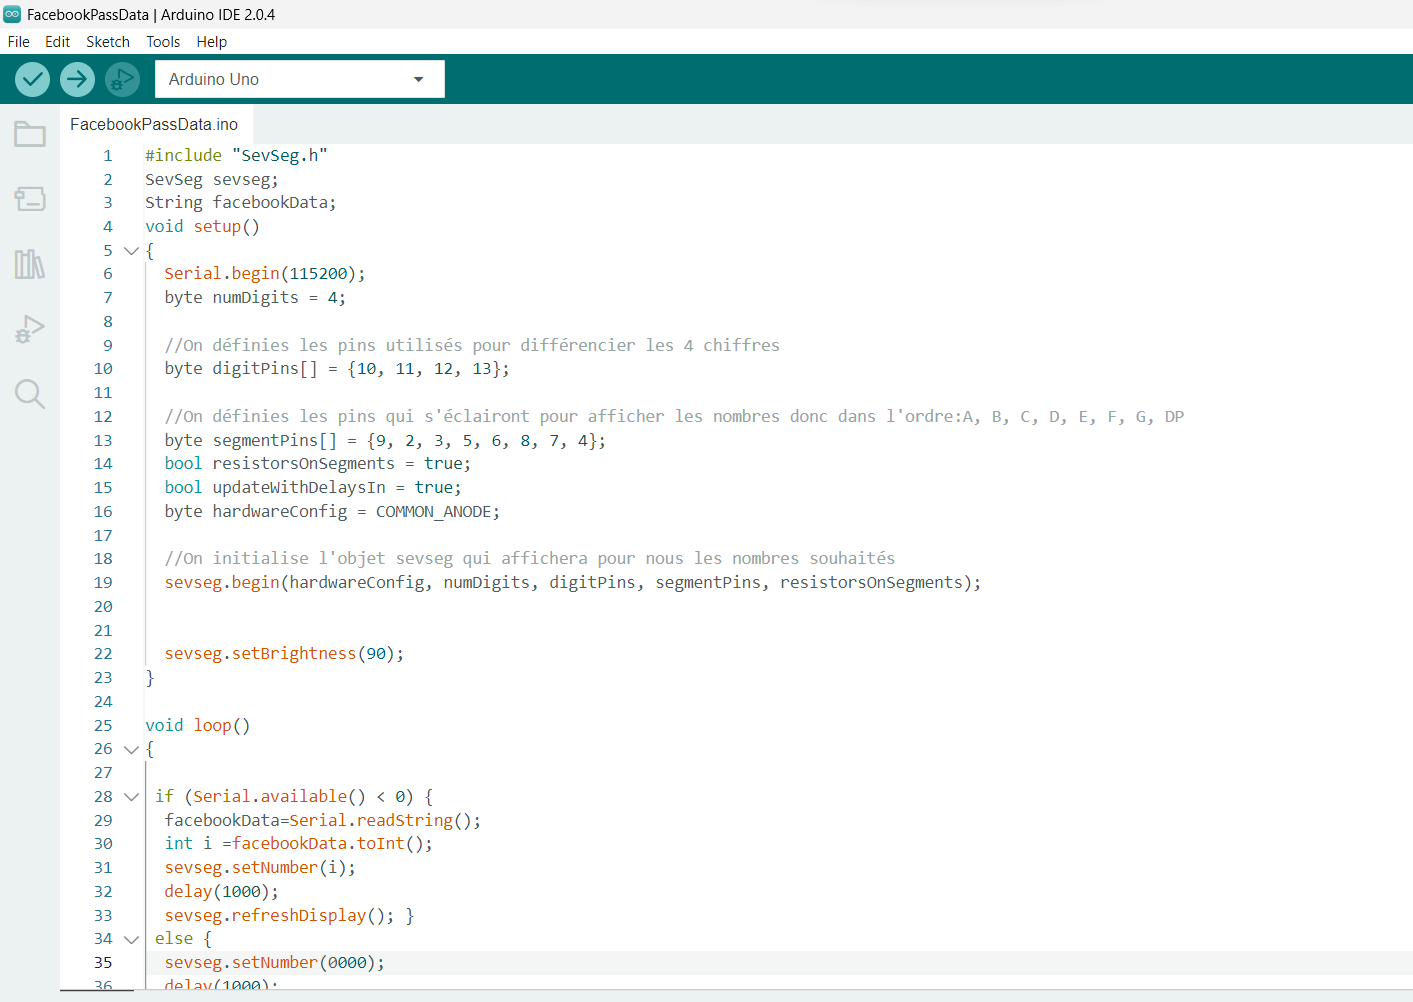 FacebookPassData | Arduino IDE 2.0.4
File Edit Sketch Tools Help
Arduino Uno
FacebookPassData.ino
1 #include "SevSeg.h"
2 SevSeg sevseg;
3 String facebookData;
4 void setup()
5 {
6 Serial.begin(115200);
7 byte numDigits = 4;
8
9 //On définies les pins utilisés pour différencier les 4 chiffres
10 byte digitPins[] = {10, 11, 12, 13};
11
12 //On définies les pins qui s'éclairont pour afficher les nombres donc dans l'ordre:A, B, C, D, E, F, G, DP
13 byte segmentPins[] = {9, 2, 3, 5, 6, 8, 7, 4};
14 bool resistorsOnSegments = true;
15 bool updateWithDelaysIn = true;
16 byte hardwareConfig = COMMON_ANODE;
17
18 //On initialise l'objet sevseg qui affichera pour nous les nombres souhaités
19 sevseg.begin(hardwareConfig, numDigits, digitPins, segmentPins, resistorsOnSegments);
20
21
22 sevseg.setBrightness(90);
23 }
24
25 void loop()
26 {
27
28 if (Serial.available() < 0) {
29 facebookData=Serial.readString();
30 int i =facebookData.toInt();
31 sevseg.setNumber(i);
32 delay(1000);
33 sevseg.refreshDisplay(); }
34 else {
35 sevseg.setNumber(0000);
36 delay(1000);